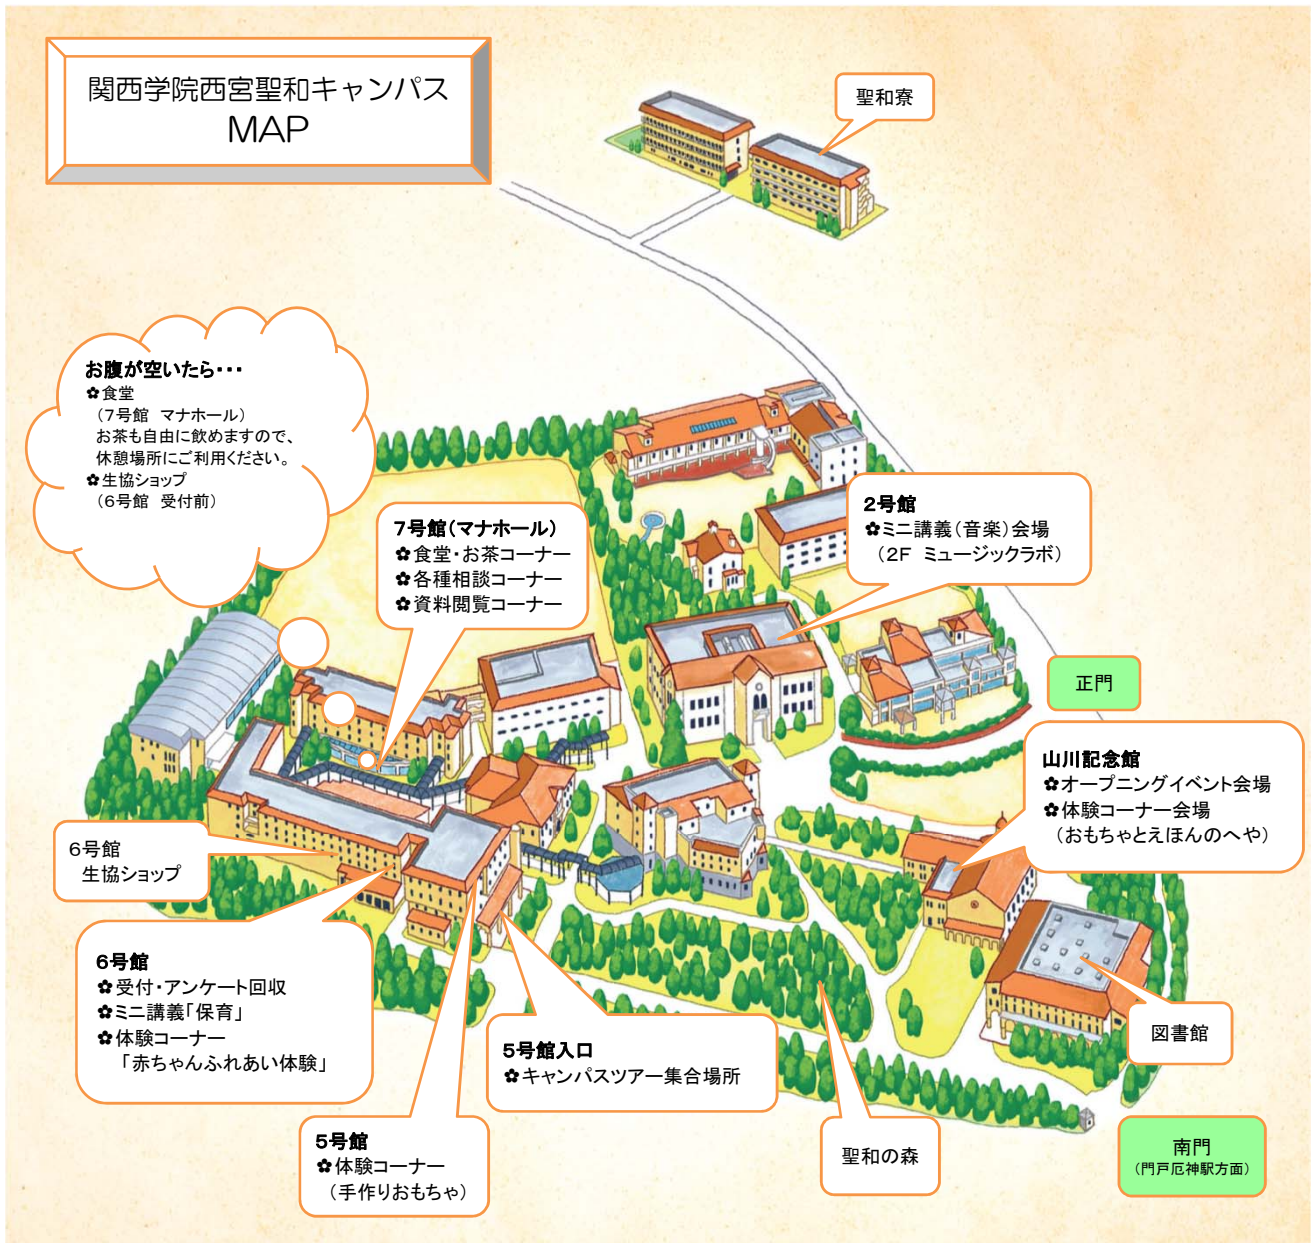 関西学院西宮聖和キャンパス
MAP
聖和寮
お腹が空いたら・・・
✿食堂
（7号館　マナホール）
お茶も自由に飲めますので、
休憩場所にご利用ください。
✿生協ショップ
（6号館　受付前）
7号館（マナホール）
✿食堂・お茶コーナー
✿各種相談コーナー
✿資料閲覧コーナー
2号館
✿ミニ講義（音楽）会場
（2F　ミュージックラボ）
正門
山川記念館
✿オープニングイベント会場
✿体験コーナー会場
（おもちゃとえほんのへや）
6号館
生協ショップ
6号館
✿受付・アンケート回収
✿ミニ講義「保育」
✿体験コーナー
「赤ちゃんふれあい体験」
5号館入口
✿キャンパスツアー集合場所
図書館
5号館
✿体験コーナー
（手作りおもちゃ）
聖和の森
南門
（門戸厄神駅方面）